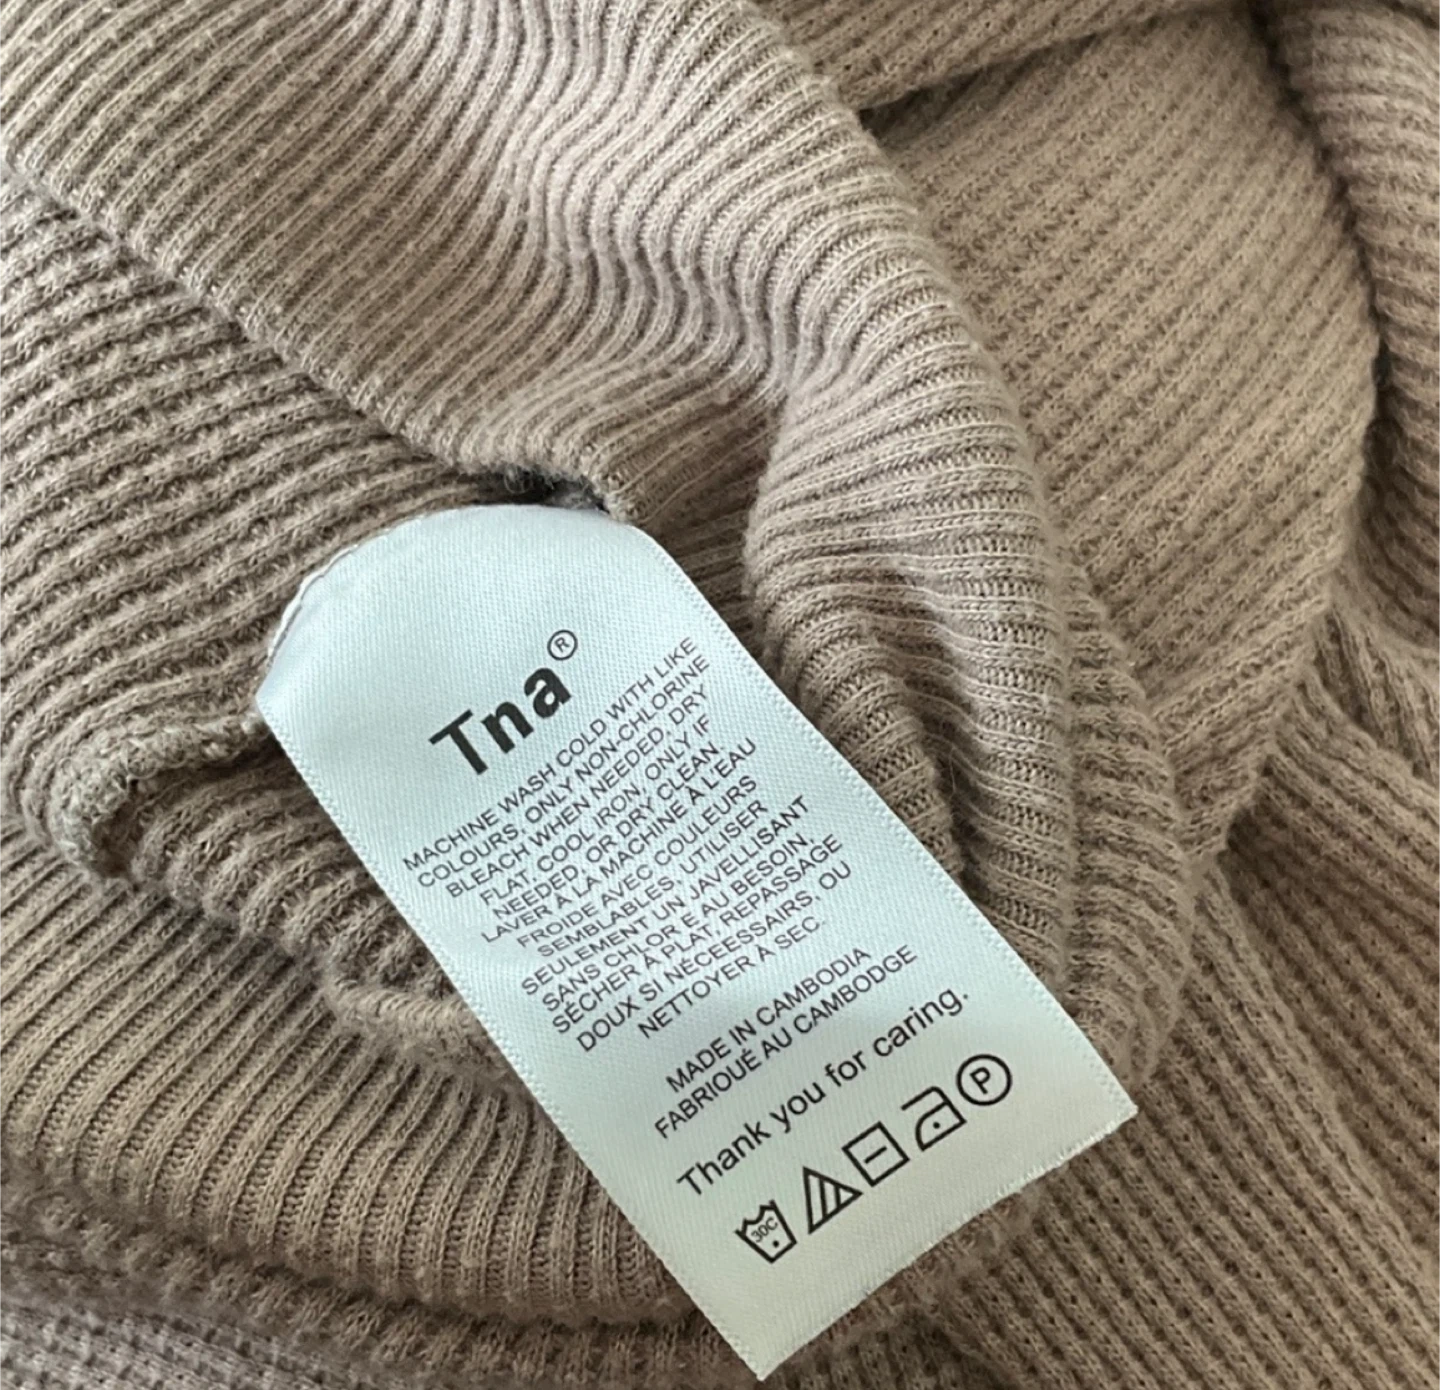 Tna®
MACHINE WASH COLD WITH LIKE
COLOURS, ONLY NON-CHLORINE
BLEACH WHEN NEEDED, DRY
FLAT, COOL IRON, ONLY IF
NEEDED, OR DRY CLEAN.
LAVER À LA MACHINE À L'EAU
FROIDE AVEC COULEURS
SEMBLABLES, UTILISER
SEULEMENT UN JAVELLISANT
SANS CHLORE AU BESOIN,
SÉCHER À PLAT, REPASSAGE
DOUX SI NÉCESSAIRS, OU
NETTOYER À SEC.
MADE IN CAMBODIA
FABRIQUÉ AU CAMBODGE
Thank you for caring.
30C P